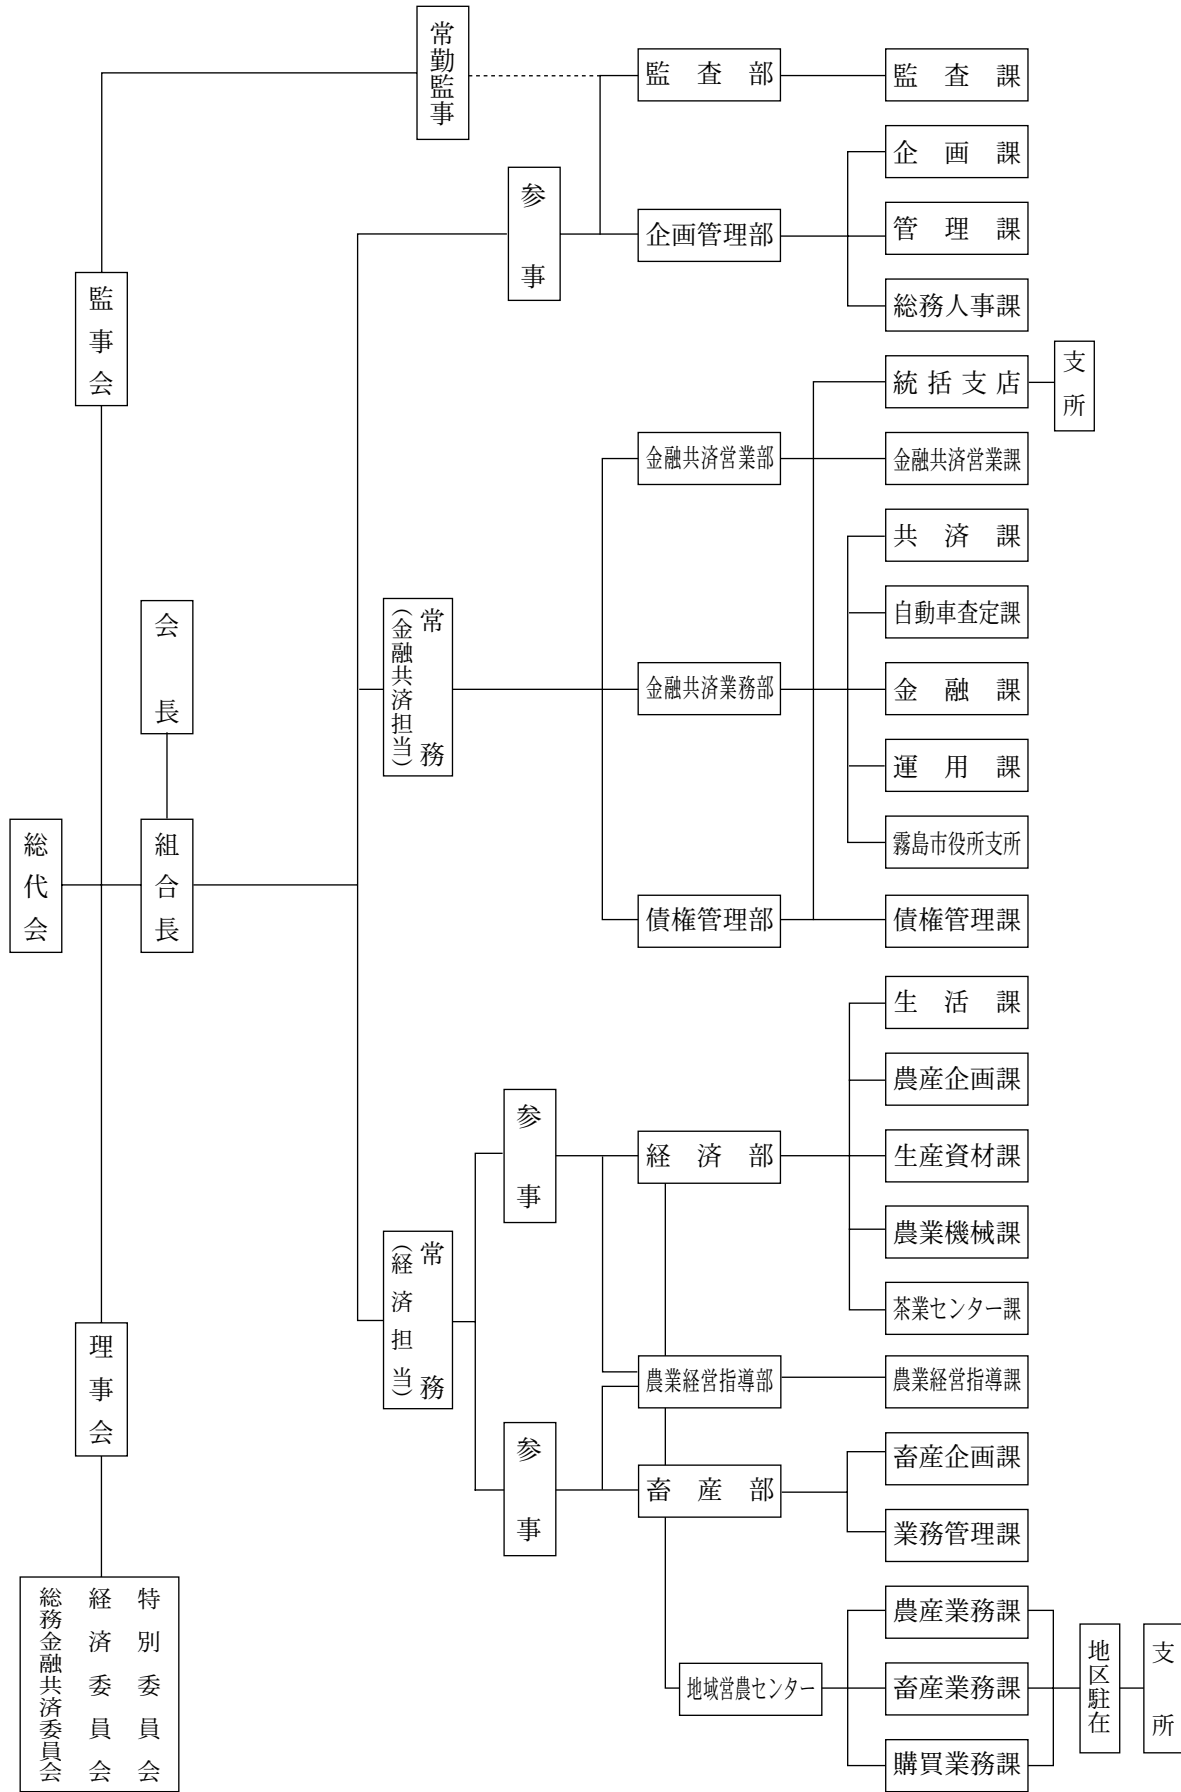 総代会
監事会
理事会
特別委員会
経済委員会
総務金融共済委員会
会長
組合長
常勤監事
参事
常務
(金融共済担当)
常務
(経済担当)
参事
参事
監査部
企画管理部
金融共済営業部
金融共済業務部
債権管理部
経済部
農業経営指導部
畜産部
地域営農センター
監査課
企画課
管理課
総務人事課
統括支店
支所
金融共済営業課
共済課
自動車査定課
金融課
運用課
霧島市役所支所
債権管理課
生活課
農産企画課
生産資材課
農業機械課
茶業センター課
農業経営指導課
畜産企画課
業務管理課
農産業務課
畜産業務課
購買業務課
地区駐在
支所